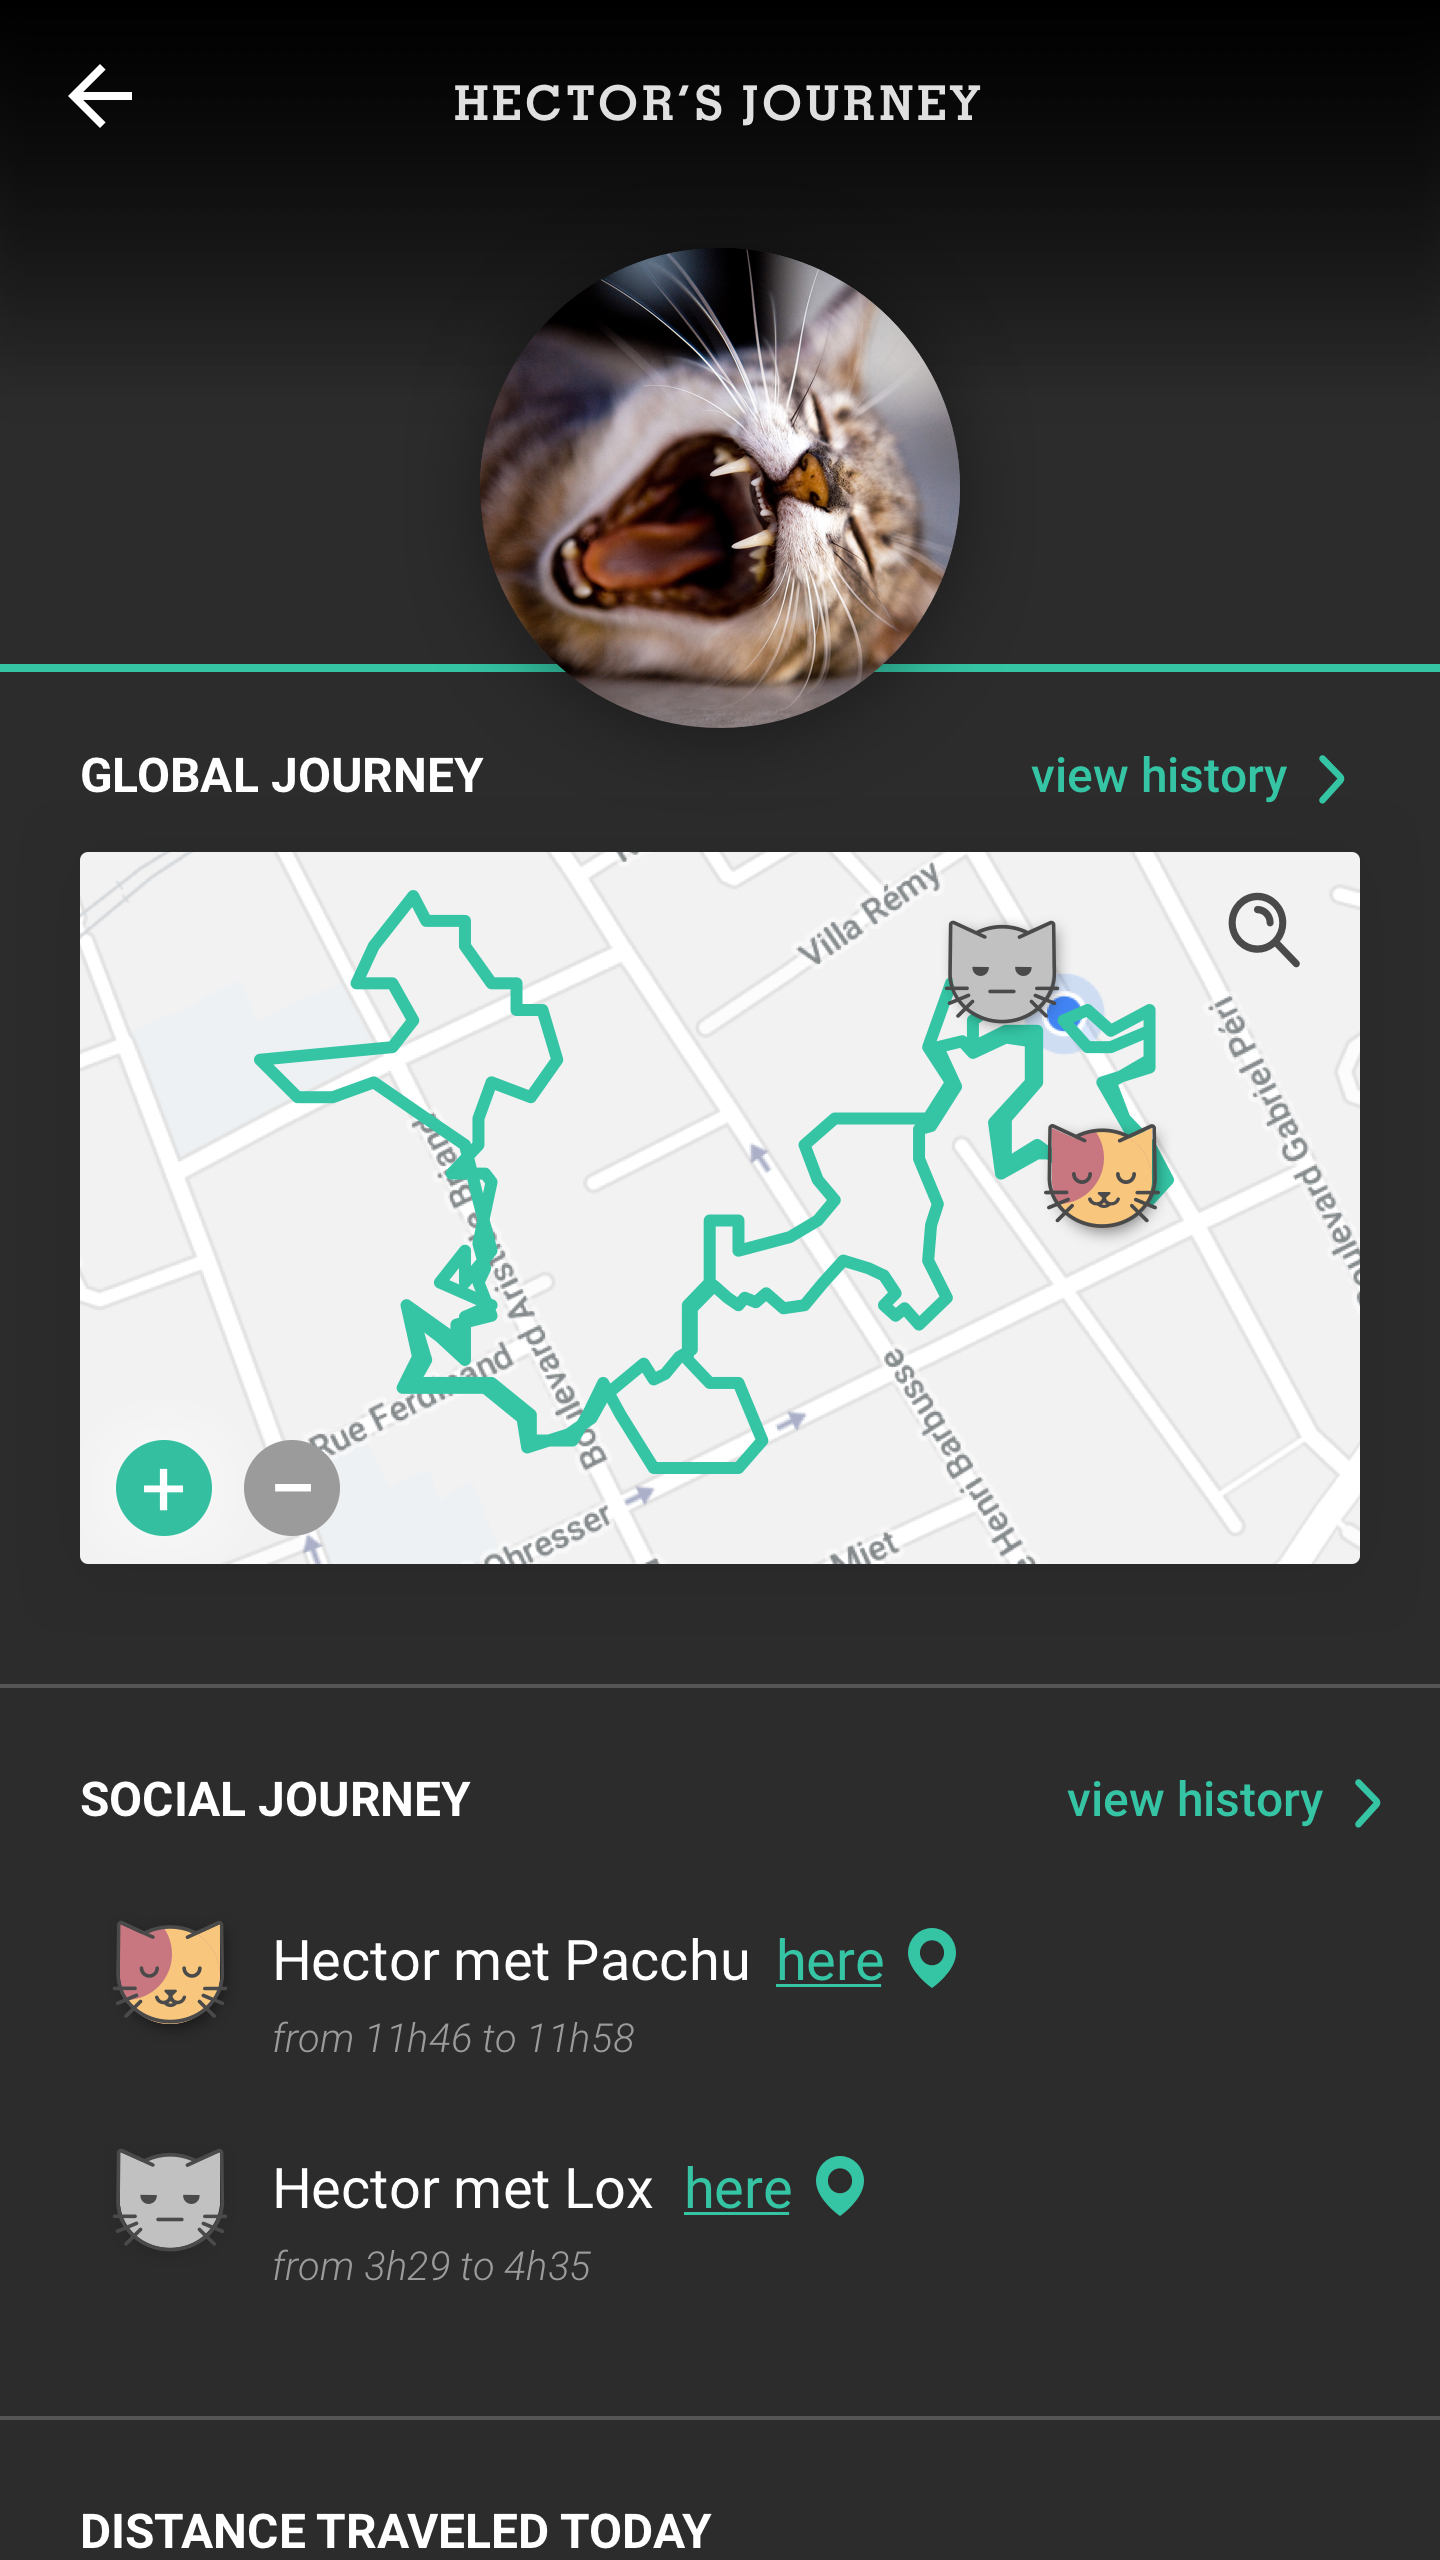 HECTOR’S JOURNEY
GLOBAL JOURNEY
view history
Villa Rémy
Gabriel Péri
Boulevard Aristide Briand
Rue Ferdinand
Henri Barbusse
Ohresser
Miet
SOCIAL JOURNEY
view history
Hector met Pacchu here
from 11h46 to 11h58
Hector met Lox here
from 3h29 to 4h35
DISTANCE TRAVELED TODAY